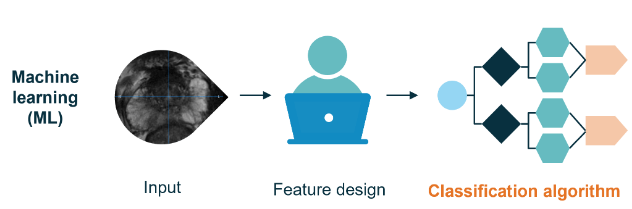 Machine
learning
(ML)
Input
Feature design
Classification algorithm